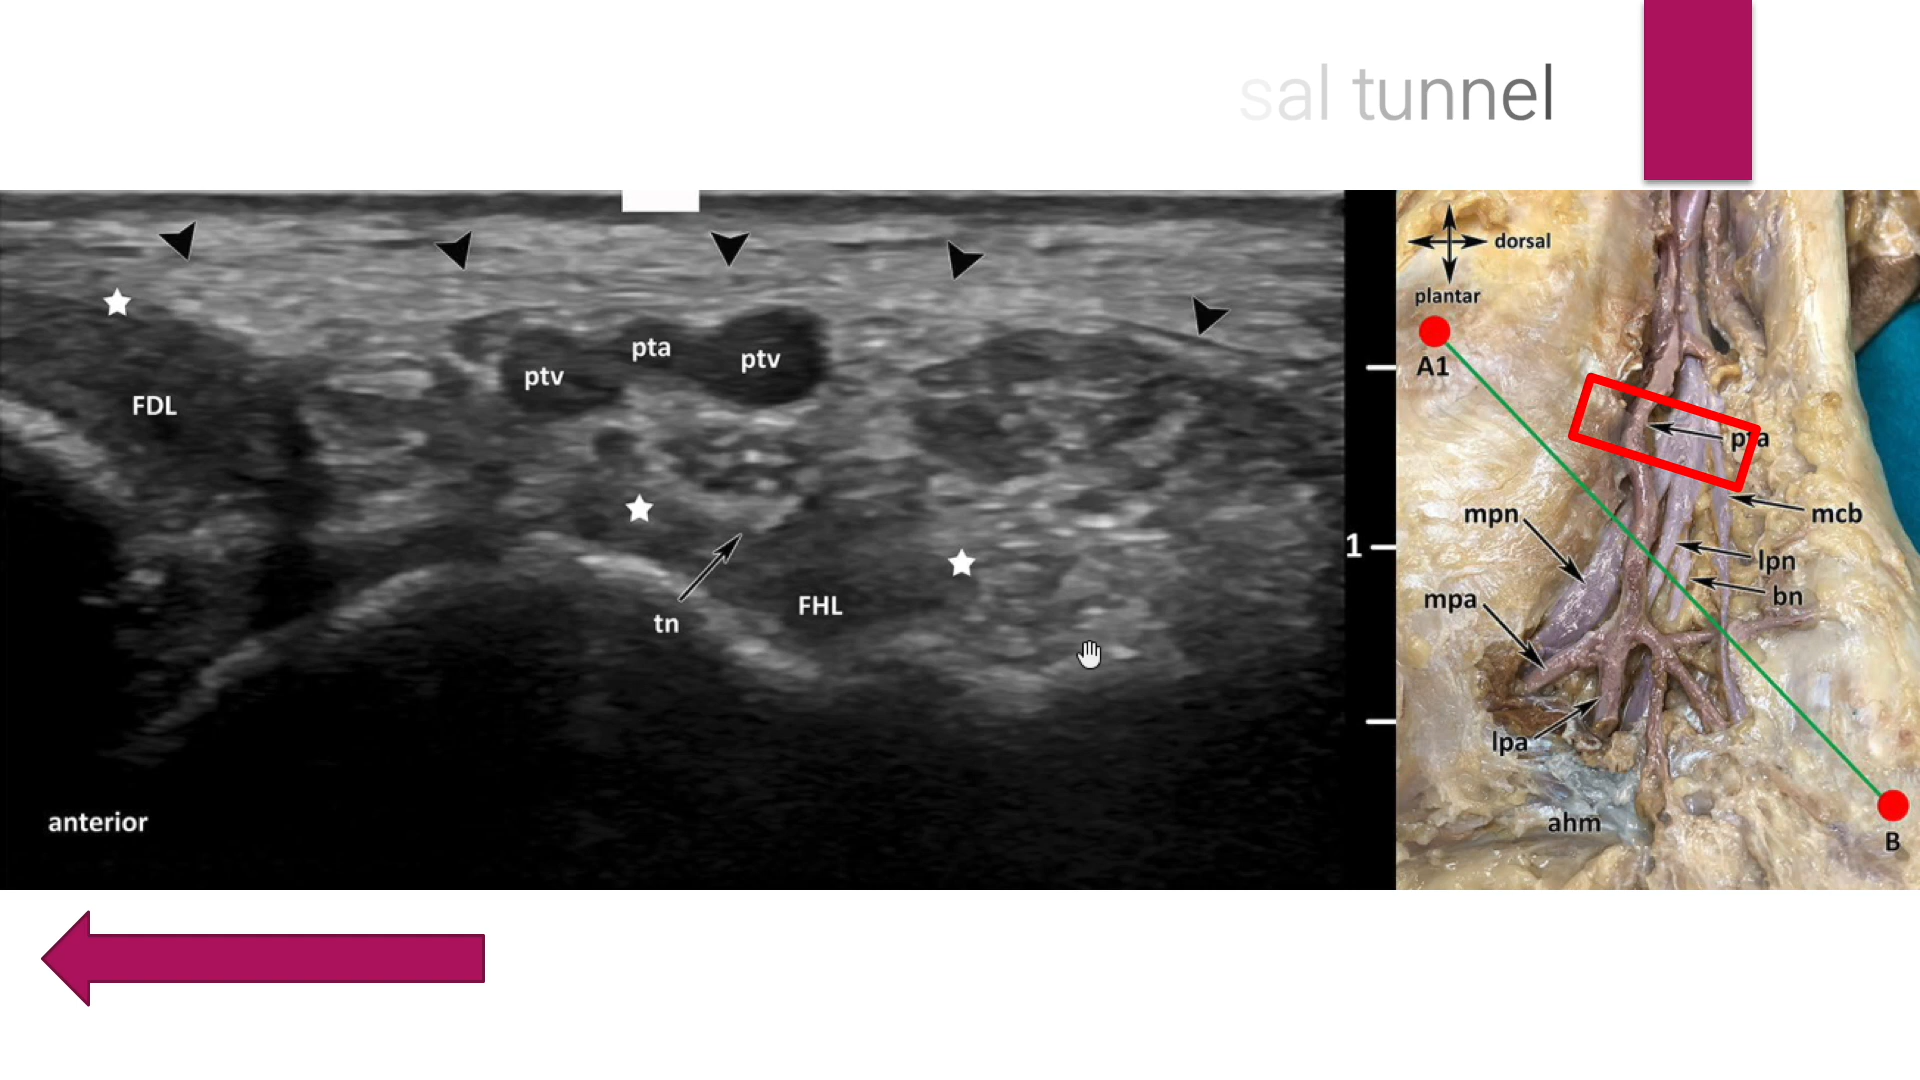 sal tunnel
ptv
pta
ptv
FDL
FHL
tn
anterior
1
dorsal
plantar
A1
pta
mcb
mpn
lpn
bn
mpa
lpa
ahm
B